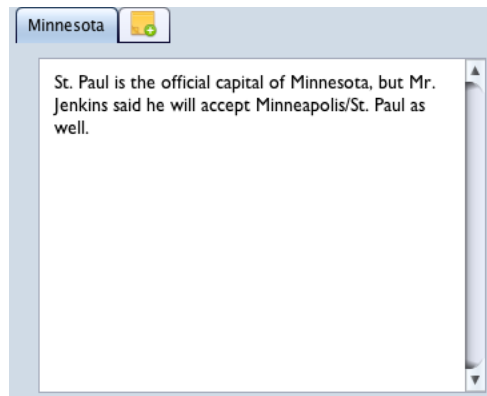 Minnesota
St. Paul is the official capital of Minnesota, but Mr.
Jenkins said he will accept Minneapolis/St. Paul as
well.